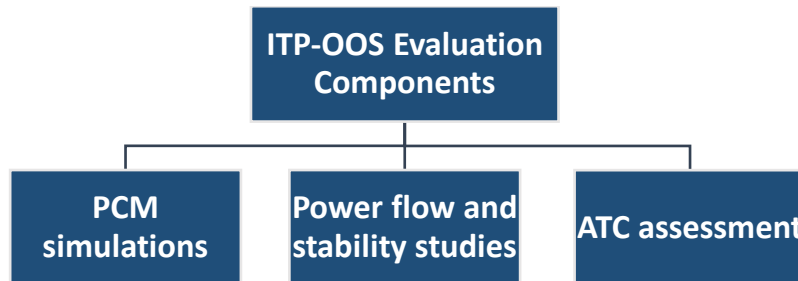 ITP-OOS Evaluation
Components
PCM
simulations
Power flow and
stability studies
ATC assessment